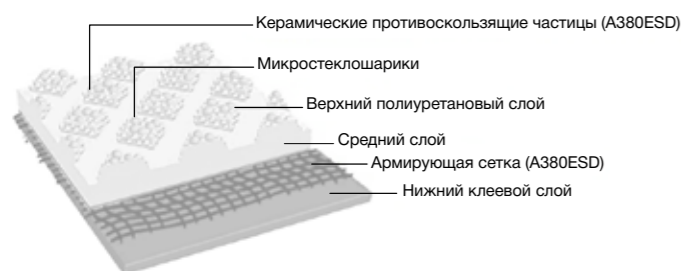 Керамические противоскользящие частицы (A380ESD)
Микростеклошарики
Верхний полиуретановый слой
Средний слой
Армирующая сетка (A380ESD)
Нижний клеевой слой